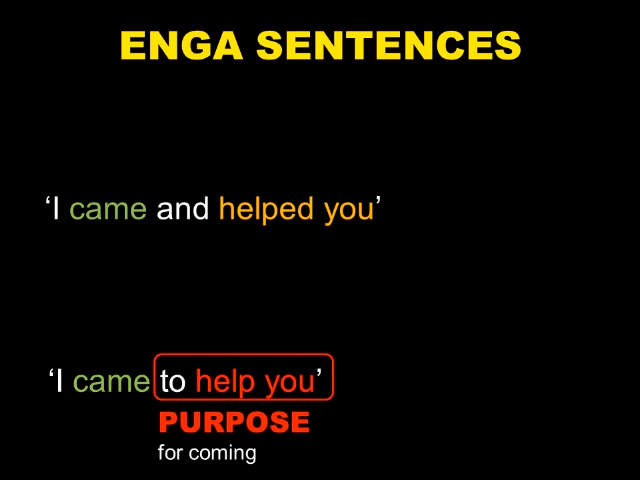 ENGA SENTENCES
‘I came and helped you’
‘I came to help you’
PURPOSE
for coming